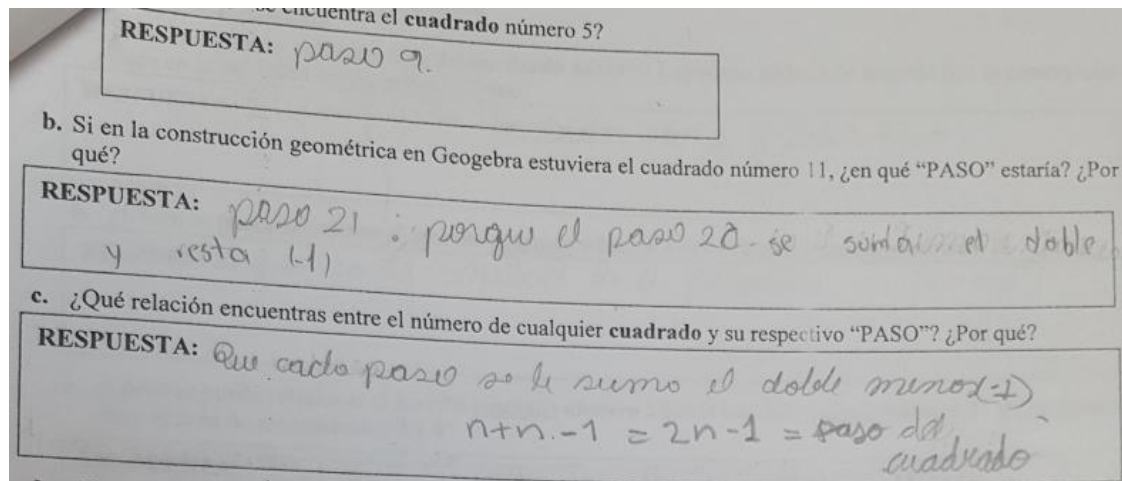 encuentra el cuadrado número 5?
RESPUESTA: paso 9.
b. Si en la construcción geométrica en Geogebra estuviera el cuadrado número 11, ¿en qué “PASO” estaría? ¿Por
qué?
RESPUESTA: paso 21 : porque el paso 20 se suma el doble
y resta (-1)
c. ¿Qué relación encuentras entre el número de cualquier cuadrado y su respectivo “PASO”? ¿Por qué?
RESPUESTA: Que cada paso se le sumo el doble menos(-1).
n+n.-1 = 2n-1 = paso del
cuadrado